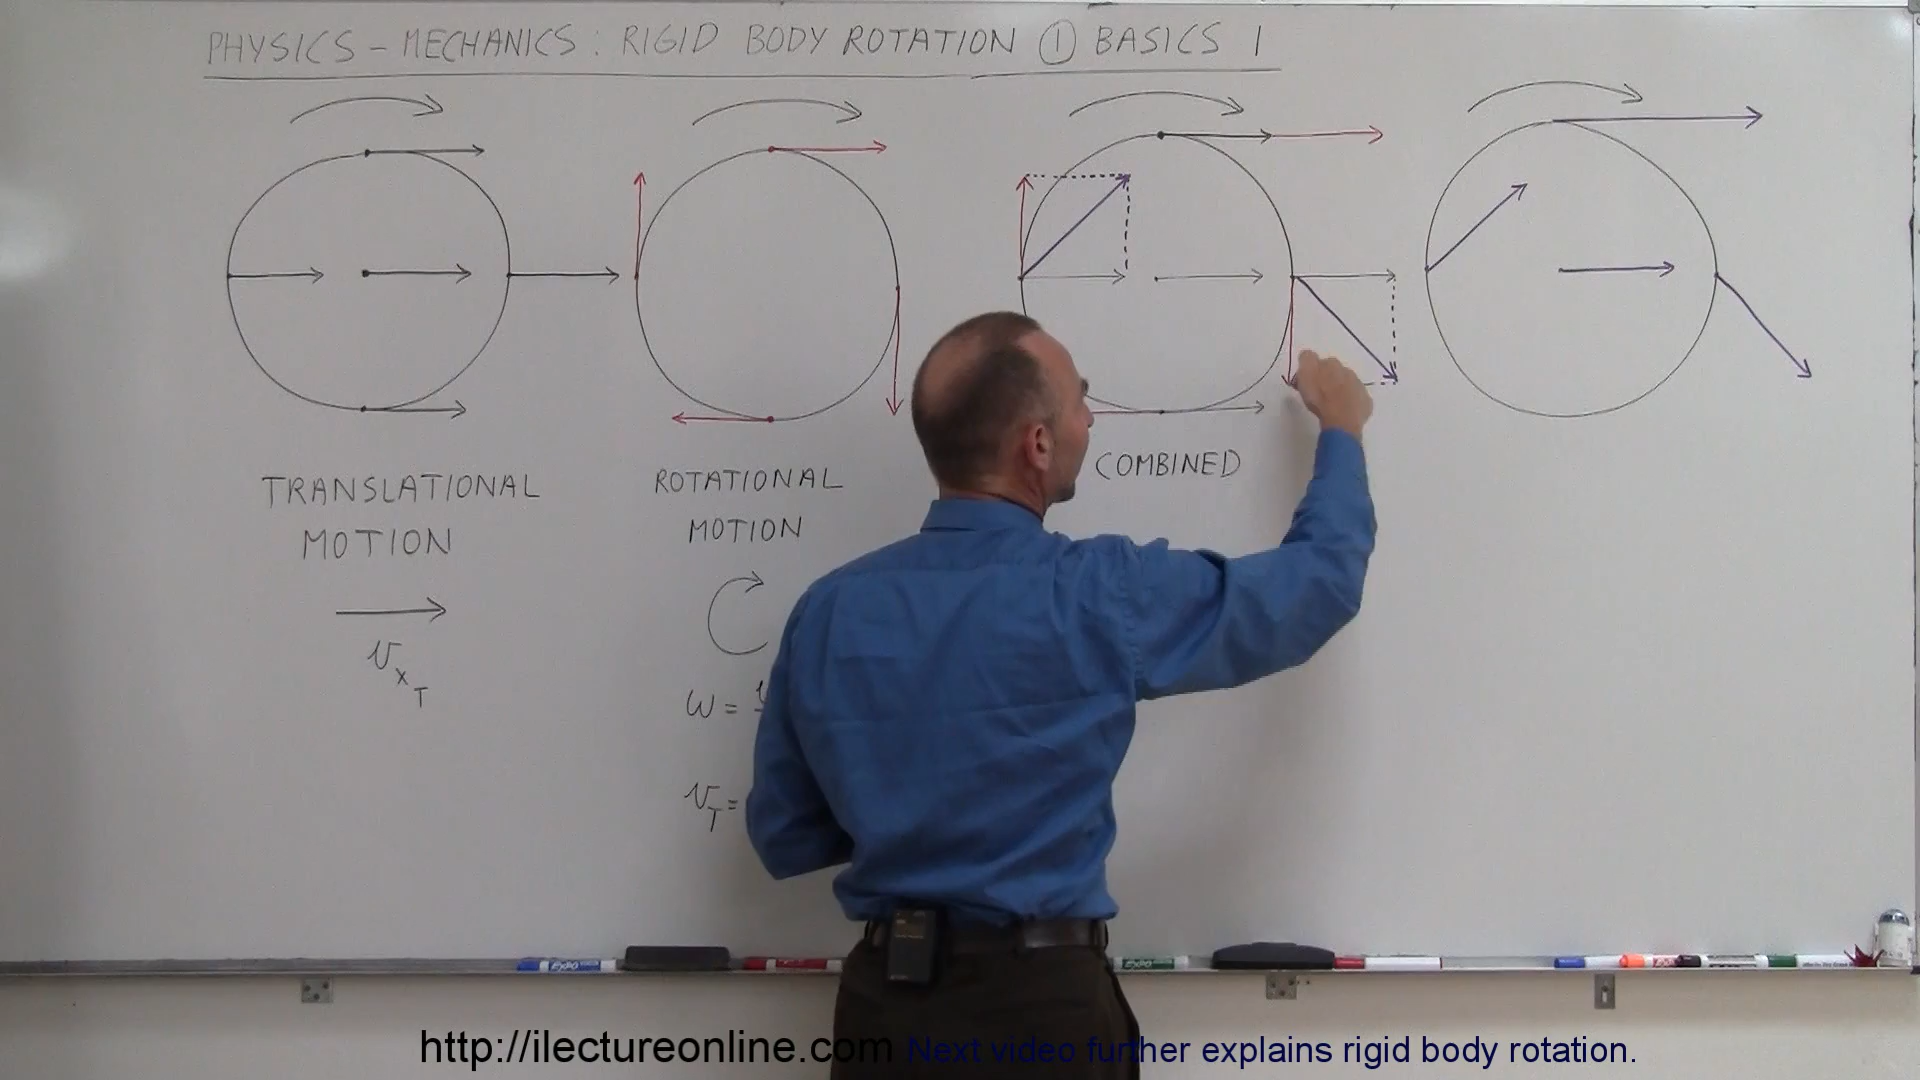 PHYSICS - MECHANICS: RIGID BODY ROTATION ① BASICS 1
TRANSLATIONAL
MOTION
v x T
ROTATIONAL
MOTION
ω =
v T =
COMBINED
EXPO
http://ilectureonline.com Next video further explains rigid body rotation.